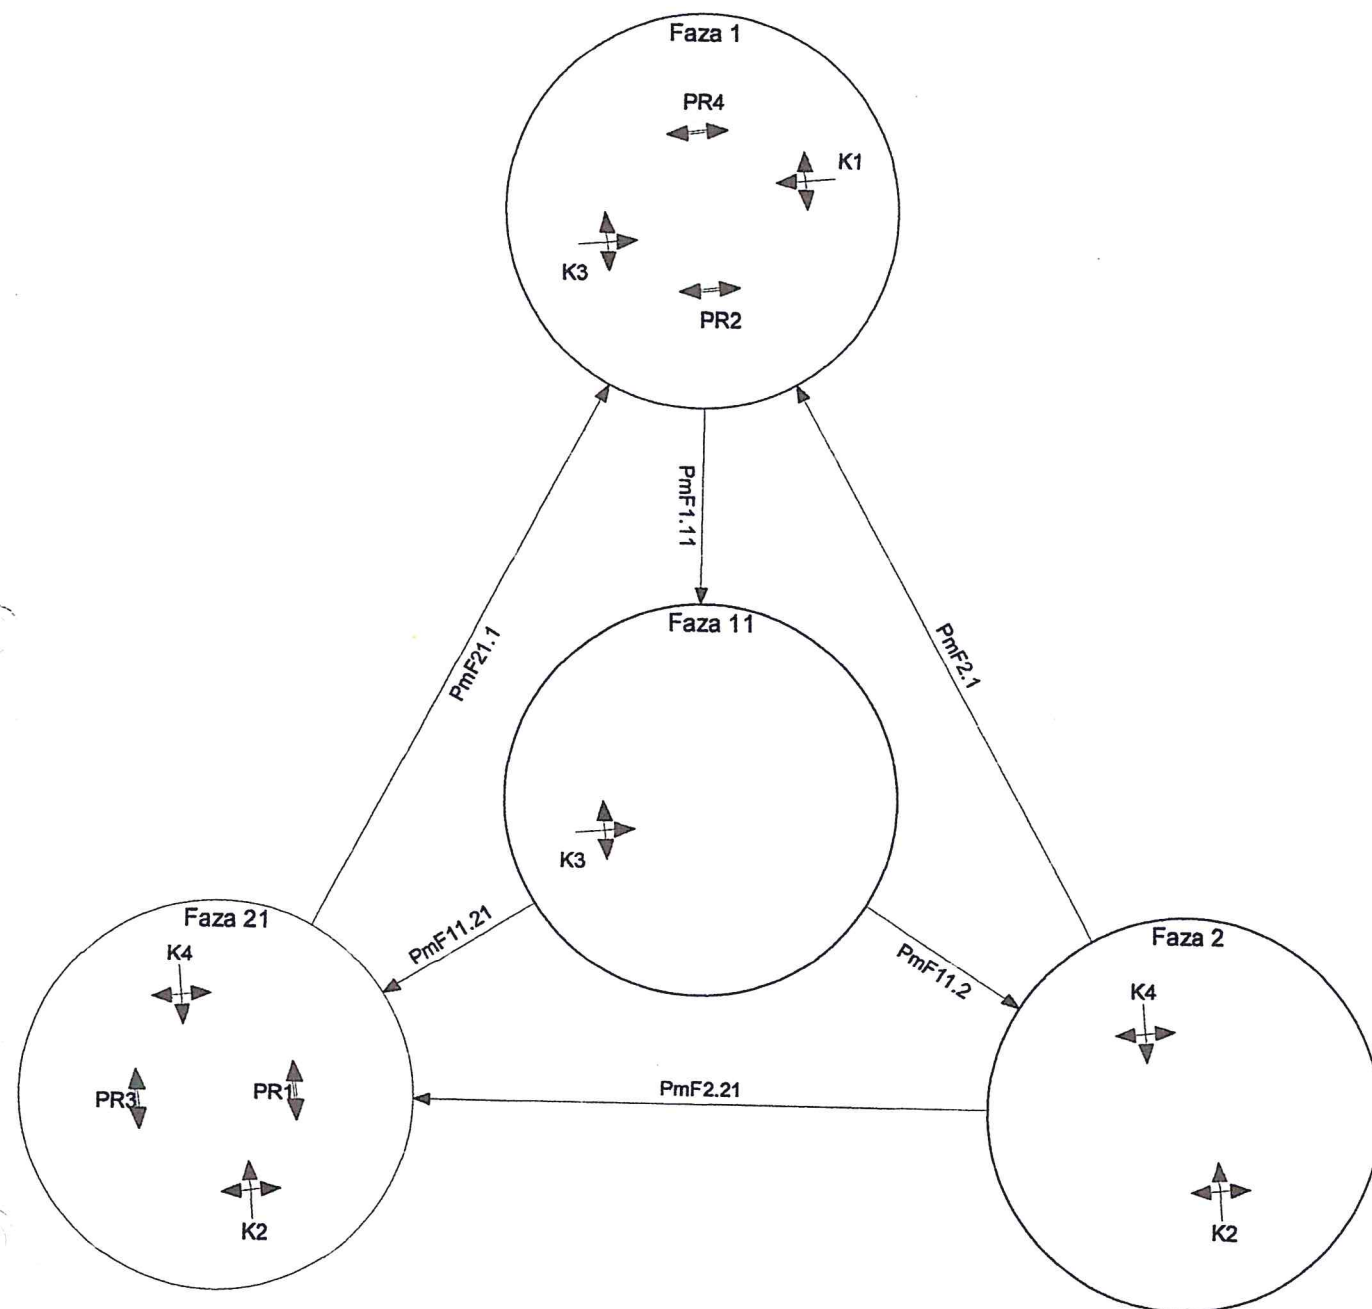 Faza 1
PR4
K1
K3
PR2
PmF1.11
PmF21.1
PmF2.1
Faza 11
K3
PmF11.21
PmF11.2
Faza 21
K4
PR3
PR1
K2
PmF2.21
Faza 2
K4
K2